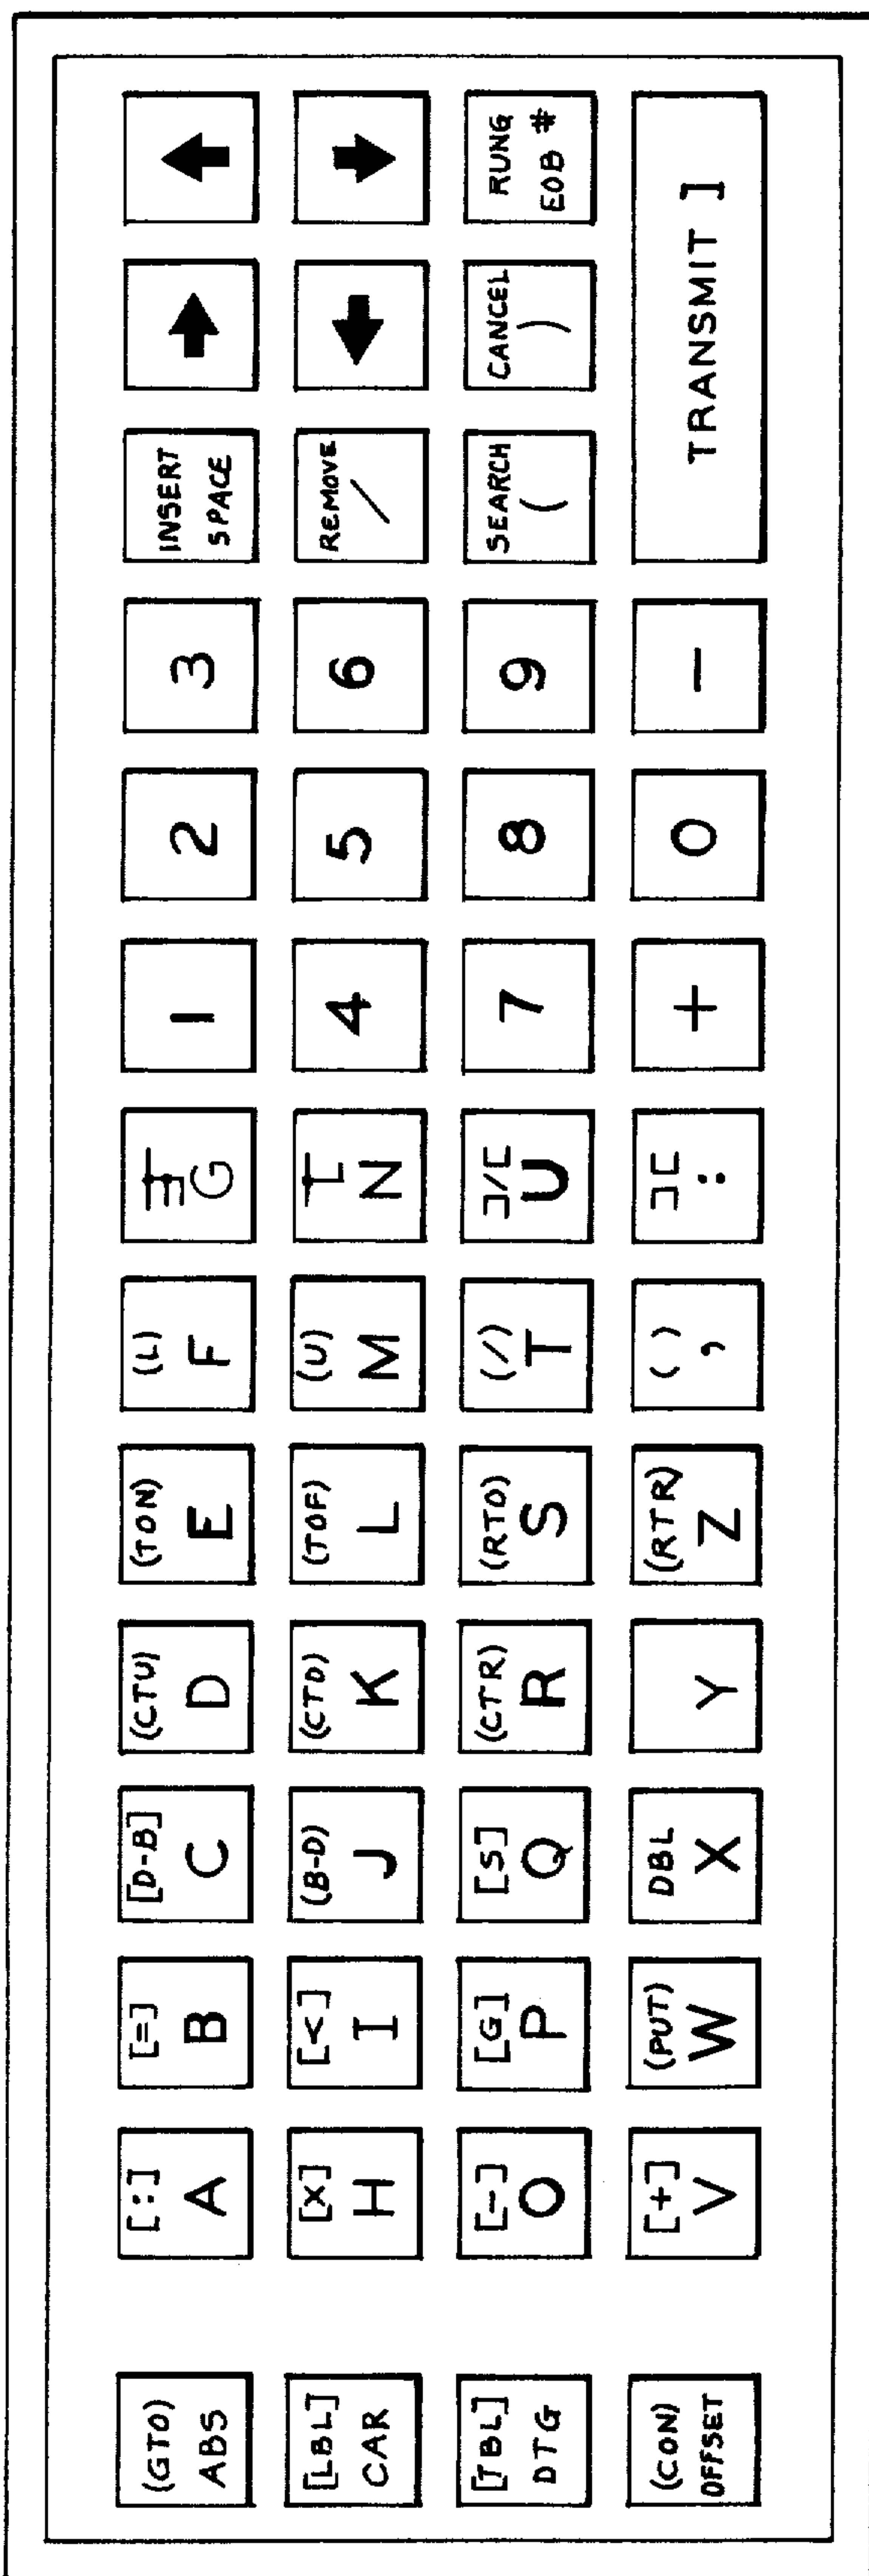 (GTO)
ABS
[:]
A
[=]
B
[D-B]
C
(CTU)
D
(TON)
E
(L)
F
G
1
2
3
INSERT
SPACE
→
↑
[LBL]
CAR
[X]
H
[<]
I
(B-D)
J
(CTD)
K
(TOF)
L
(U)
M
N
4
5
6
REMOVE
/
←
↓
[TBL]
DTG
[-]
O
[G]
P
[S]
Q
(CTR)
R
(RTO)
S
(/)
T
]/[
U
7
8
9
SEARCH
(
CANCEL
)
RUNG
EOB #
(CON)
OFFSET
[+]
V
(PUT)
W
DBL
X
Y
(RTR)
Z
( )
,
][
:
+
0
-
TRANSMIT ]